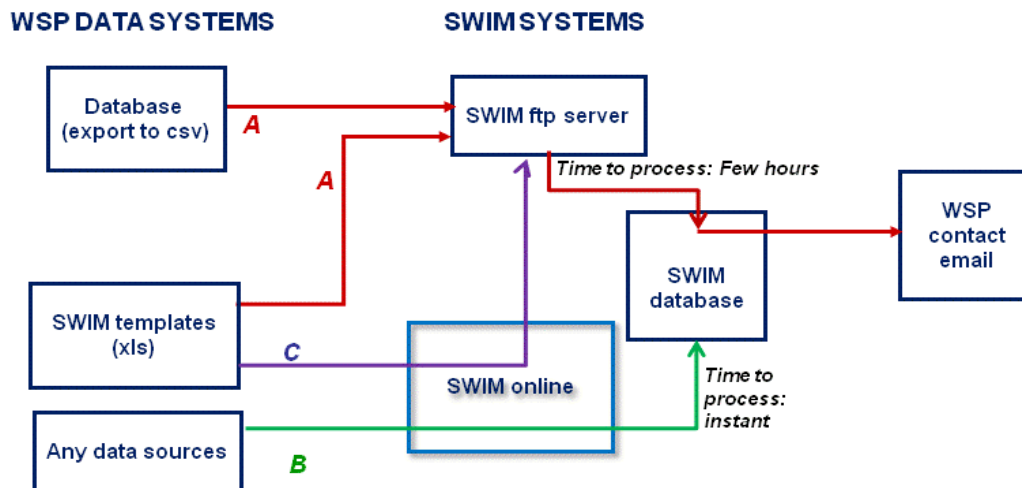 WSP DATA SYSTEMS
SWIM SYSTEMS
Database
(export to csv)
A
SWIM ftp server
A
Time to process: Few hours
WSP
contact
email
SWIM
database
SWIM templates
(xls)
C
SWIM online
Time to
process:
instant
Any data sources
B